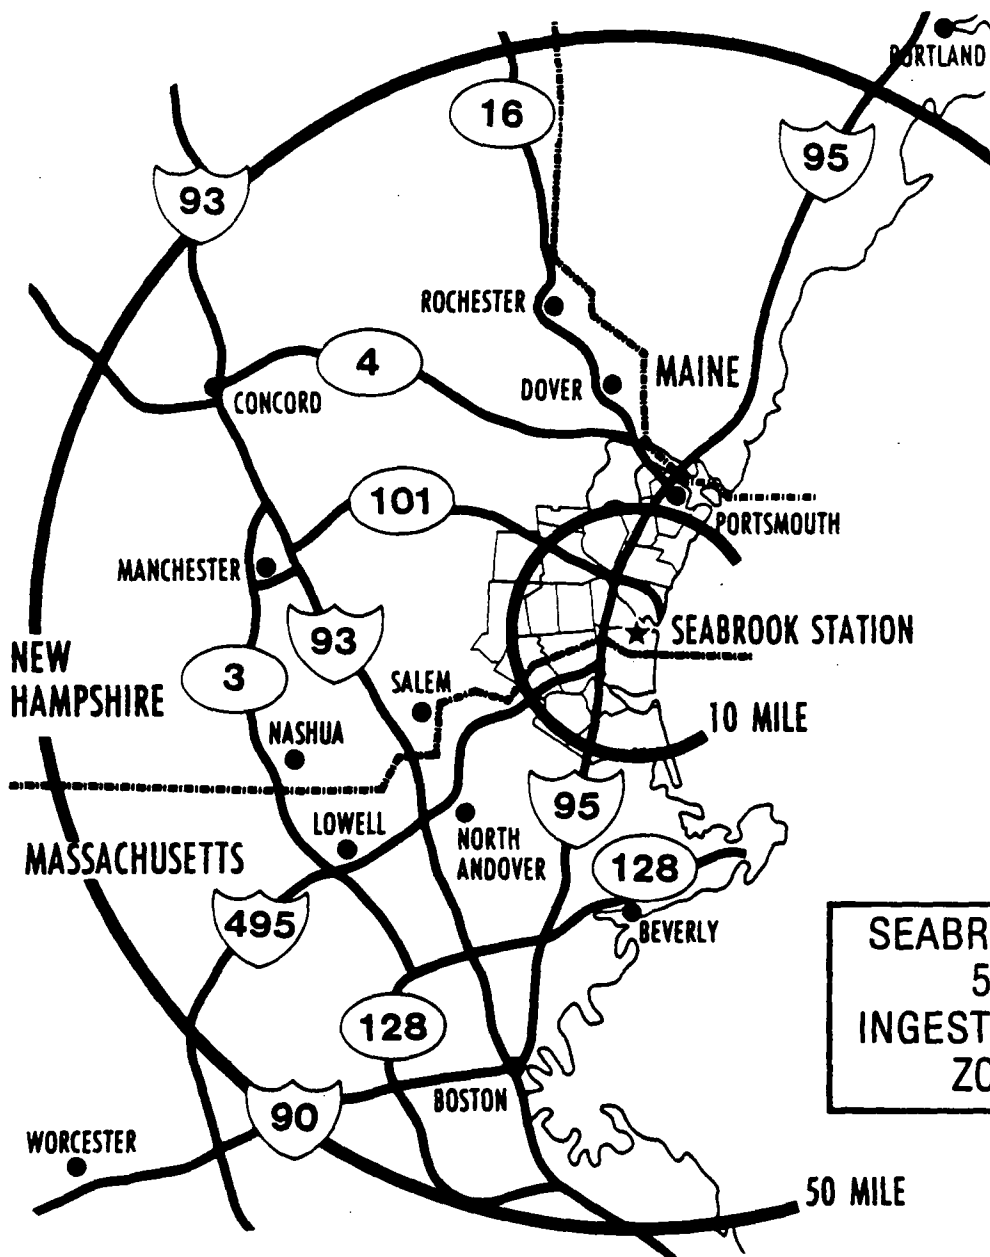 PORTLAND
16
95
93
ROCHESTER
4
MAINE
DOVER
CONCORD
101
PORTSMOUTH
MANCHESTER
SEABROOK STATION
93
NEW
HAMPSHIRE
3
SALEM
10 MILE
NASHUA
95
LOWELL
NORTH
ANDOVER
MASSACHUSETTS
128
495
BEVERLY
SEABR
5
INGEST
ZO
128
BOSTON
90
WORCESTER
50 MILE